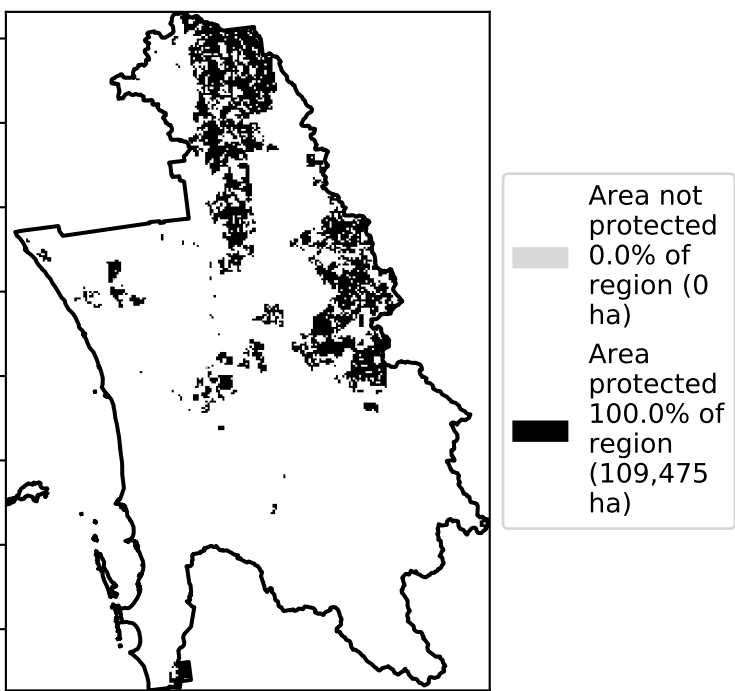 Area not
protected
0.0% of
region (0
ha)
Area
protected
100.0% of
region
(109,475
ha)